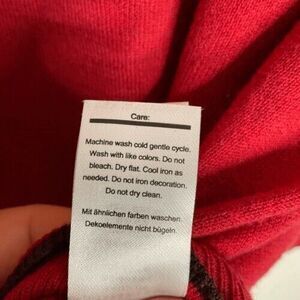 Care:
Machine wash cold gentle cycle.
Wash with like colors. Do not
bleach. Dry flat. Cool iron as
needed. Do not iron decoration.
Do not dry clean.
Mit ähnlichen farben waschen.
Dekoelemente nicht bügeln.